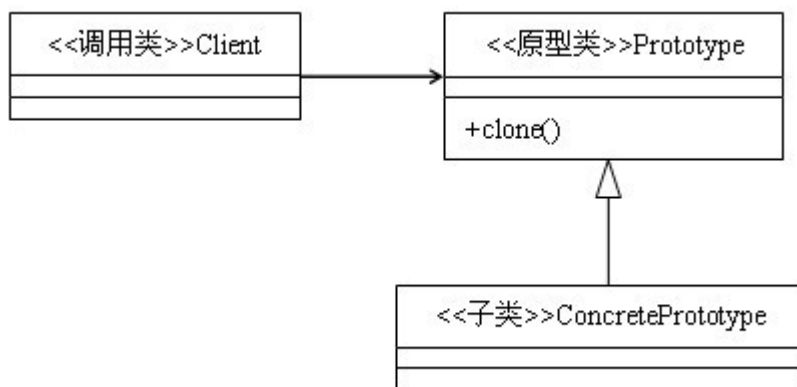 <<调用类>>Client
<<原型类>>Prototype
+clone()
<<子类>>ConcretePrototype